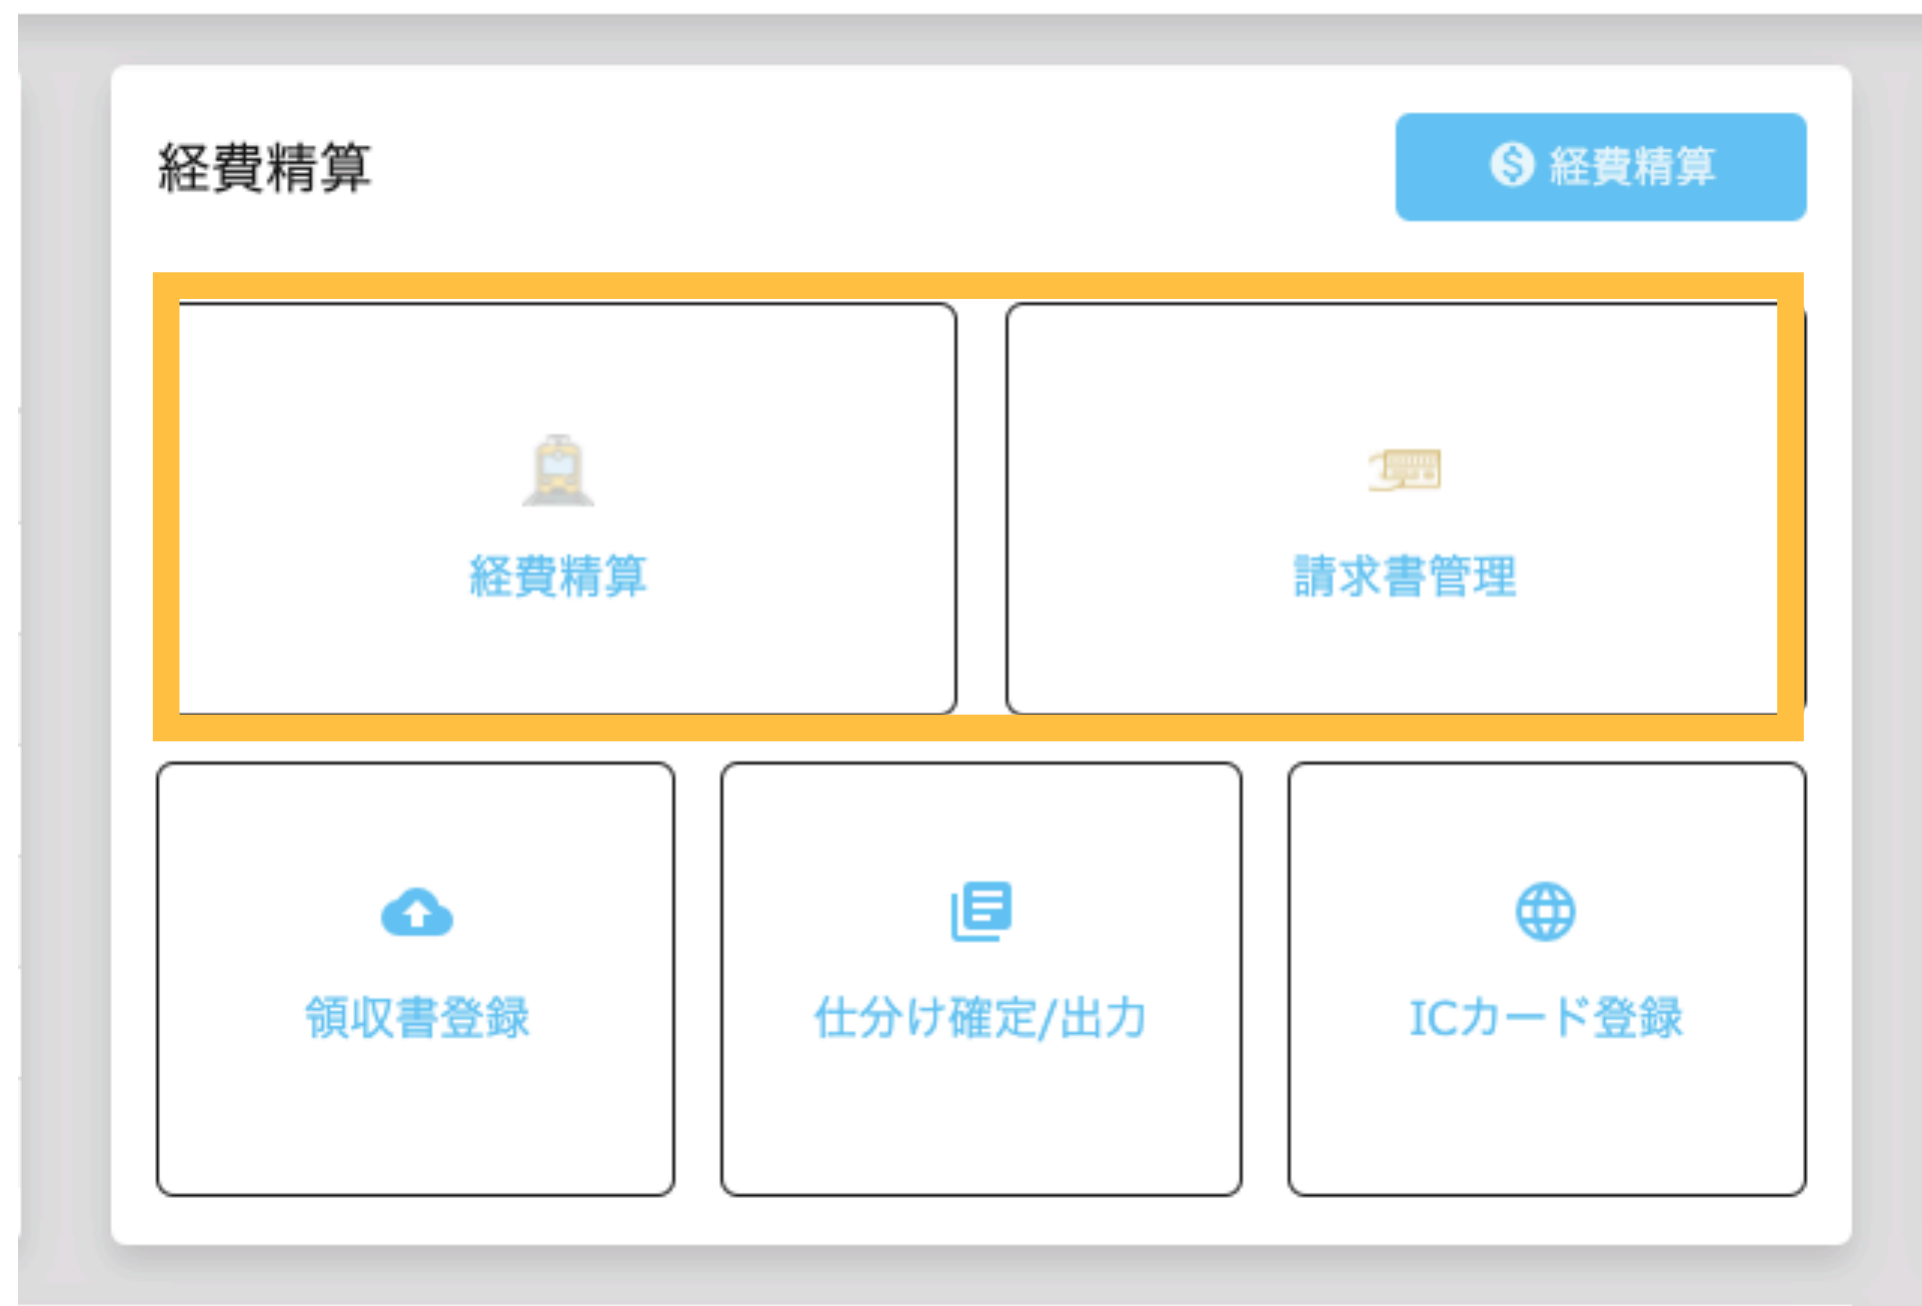 経費精算
経費精算
経費精算
請求書管理
領収書登録
仕分け確定/出力
ICカード登録